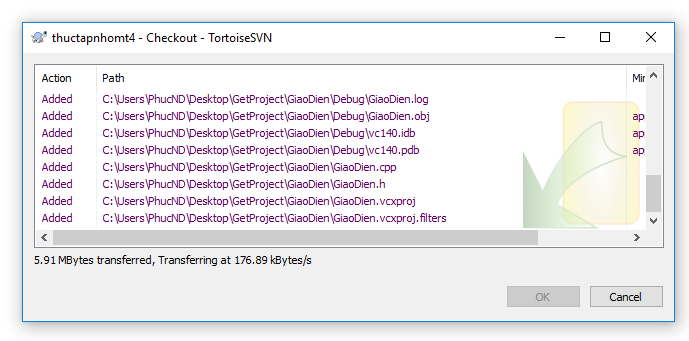 thuctapnhomt4 - Checkout - TortoiseSVN
Action Path Mi
Added C:\Users\PhucND\Desktop\GetProject\GiaoDien\Debug\GiaoDien.log
Added C:\Users\PhucND\Desktop\GetProject\GiaoDien\Debug\GiaoDien.obj ap
Added C:\Users\PhucND\Desktop\GetProject\GiaoDien\Debug\vc140.idb ap
Added C:\Users\PhucND\Desktop\GetProject\GiaoDien\Debug\vc140.pdb ap
Added C:\Users\PhucND\Desktop\GetProject\GiaoDien\GiaoDien.cpp
Added C:\Users\PhucND\Desktop\GetProject\GiaoDien\GiaoDien.h
Added C:\Users\PhucND\Desktop\GetProject\GiaoDien\GiaoDien.vcxproj
Added C:\Users\PhucND\Desktop\GetProject\GiaoDien\GiaoDien.vcxproj.filters
5.91 MBytes transferred, Transferring at 176.89 kBytes/s
OK Cancel